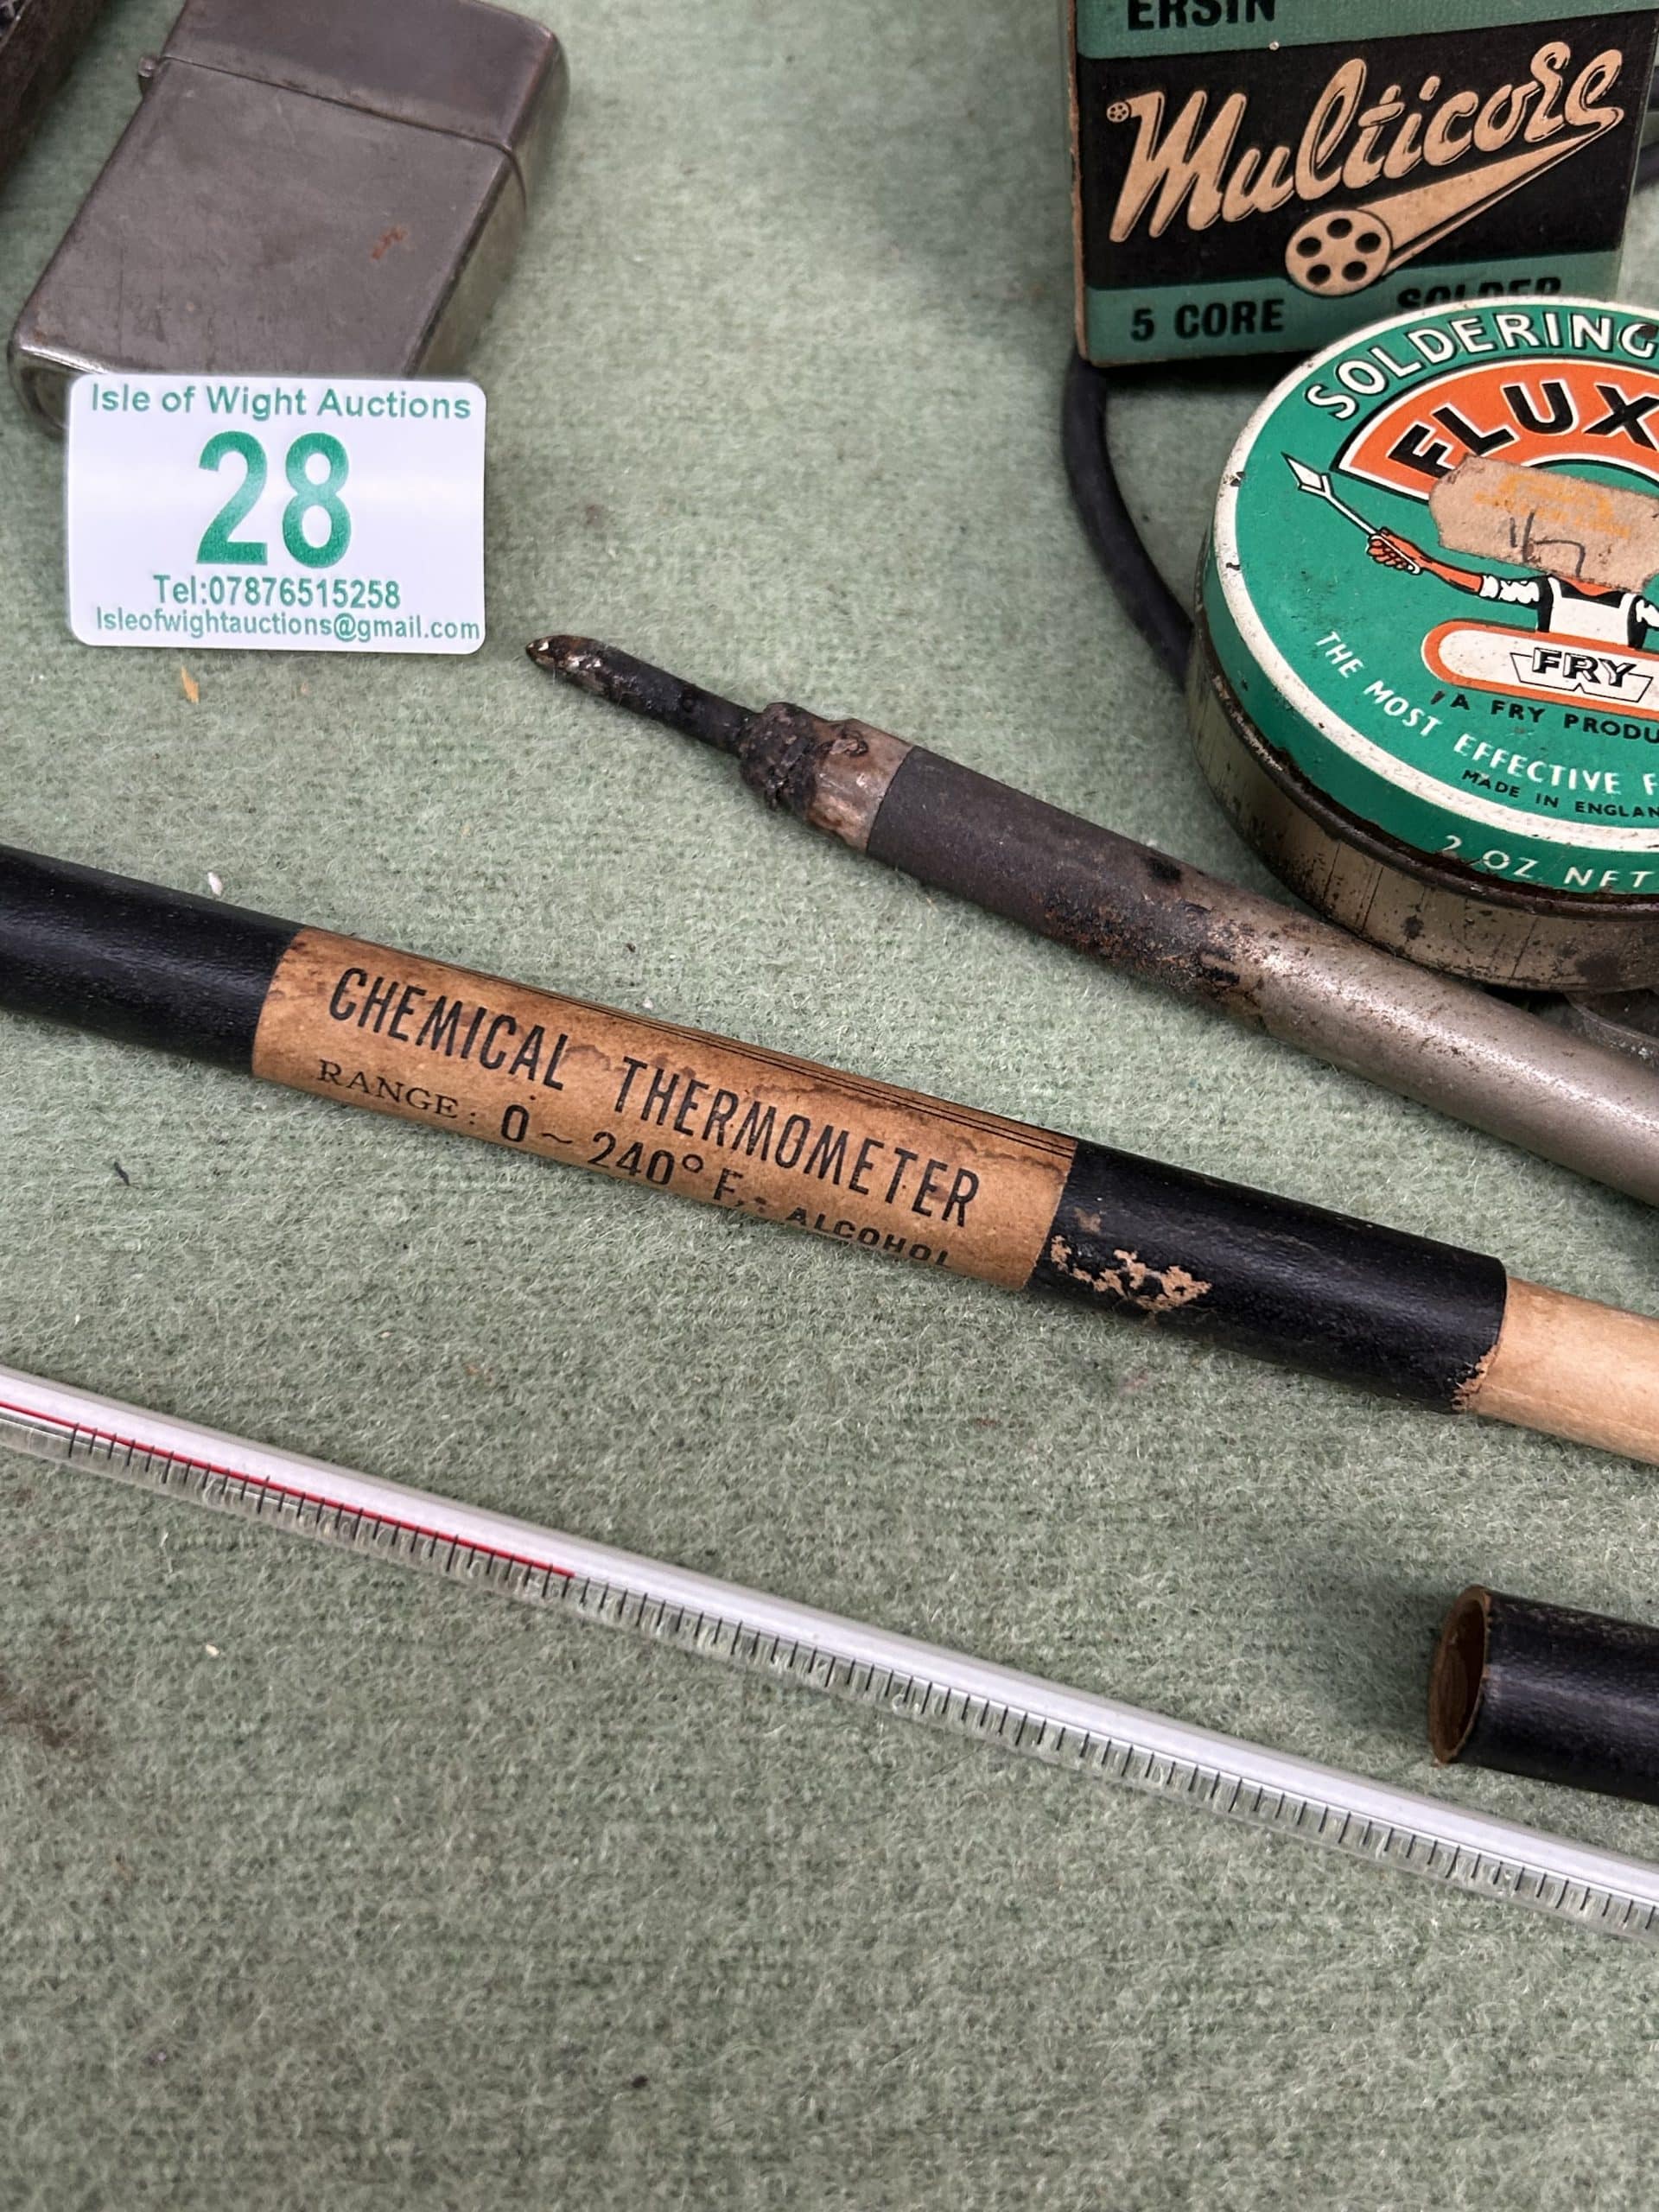 ERSIN
Multicore
5 CORE SOLDER
Isle of Wight Auctions
28
Tel:07876515258
Isleofwightauctions@gmail.com
SOLDERING
FLUX
FRY
A FRY PRODU
THE MOST EFFECTIVE F
MADE IN ENGLAN
2 OZ NET
CHEMICAL THERMOMETER
RANGE: 0~240° F.: ALCOHOL